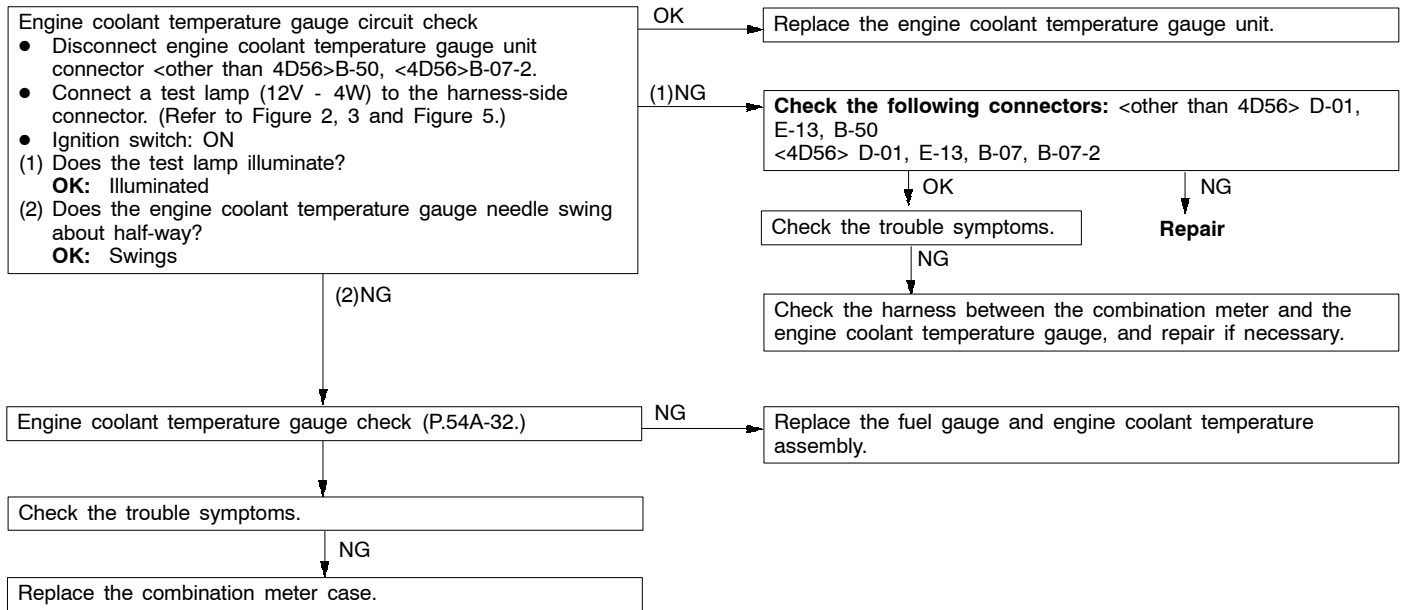 Engine coolant temperature gauge circuit check
● Disconnect engine coolant temperature gauge unit
connector <other than 4D56>B-50, <4D56>B-07-2.
● Connect a test lamp (12V - 4W) to the harness-side
connector. (Refer to Figure 2, 3 and Figure 5.)
● Ignition switch: ON
(1) Does the test lamp illuminate?
OK: Illuminated
(2) Does the engine coolant temperature gauge needle swing
about half-way?
OK: Swings
OK
Replace the engine coolant temperature gauge unit.
(1)NG
Check the following connectors: <other than 4D56> D-01,
E-13, B-50
<4D56> D-01, E-13, B-07, B-07-2
OK
NG
Check the trouble symptoms.
Repair
NG
Check the harness between the combination meter and the
engine coolant temperature gauge, and repair if necessary.
(2)NG
Engine coolant temperature gauge check (P.54A-32.)
NG
Replace the fuel gauge and engine coolant temperature
assembly.
Check the trouble symptoms.
NG
Replace the combination meter case.